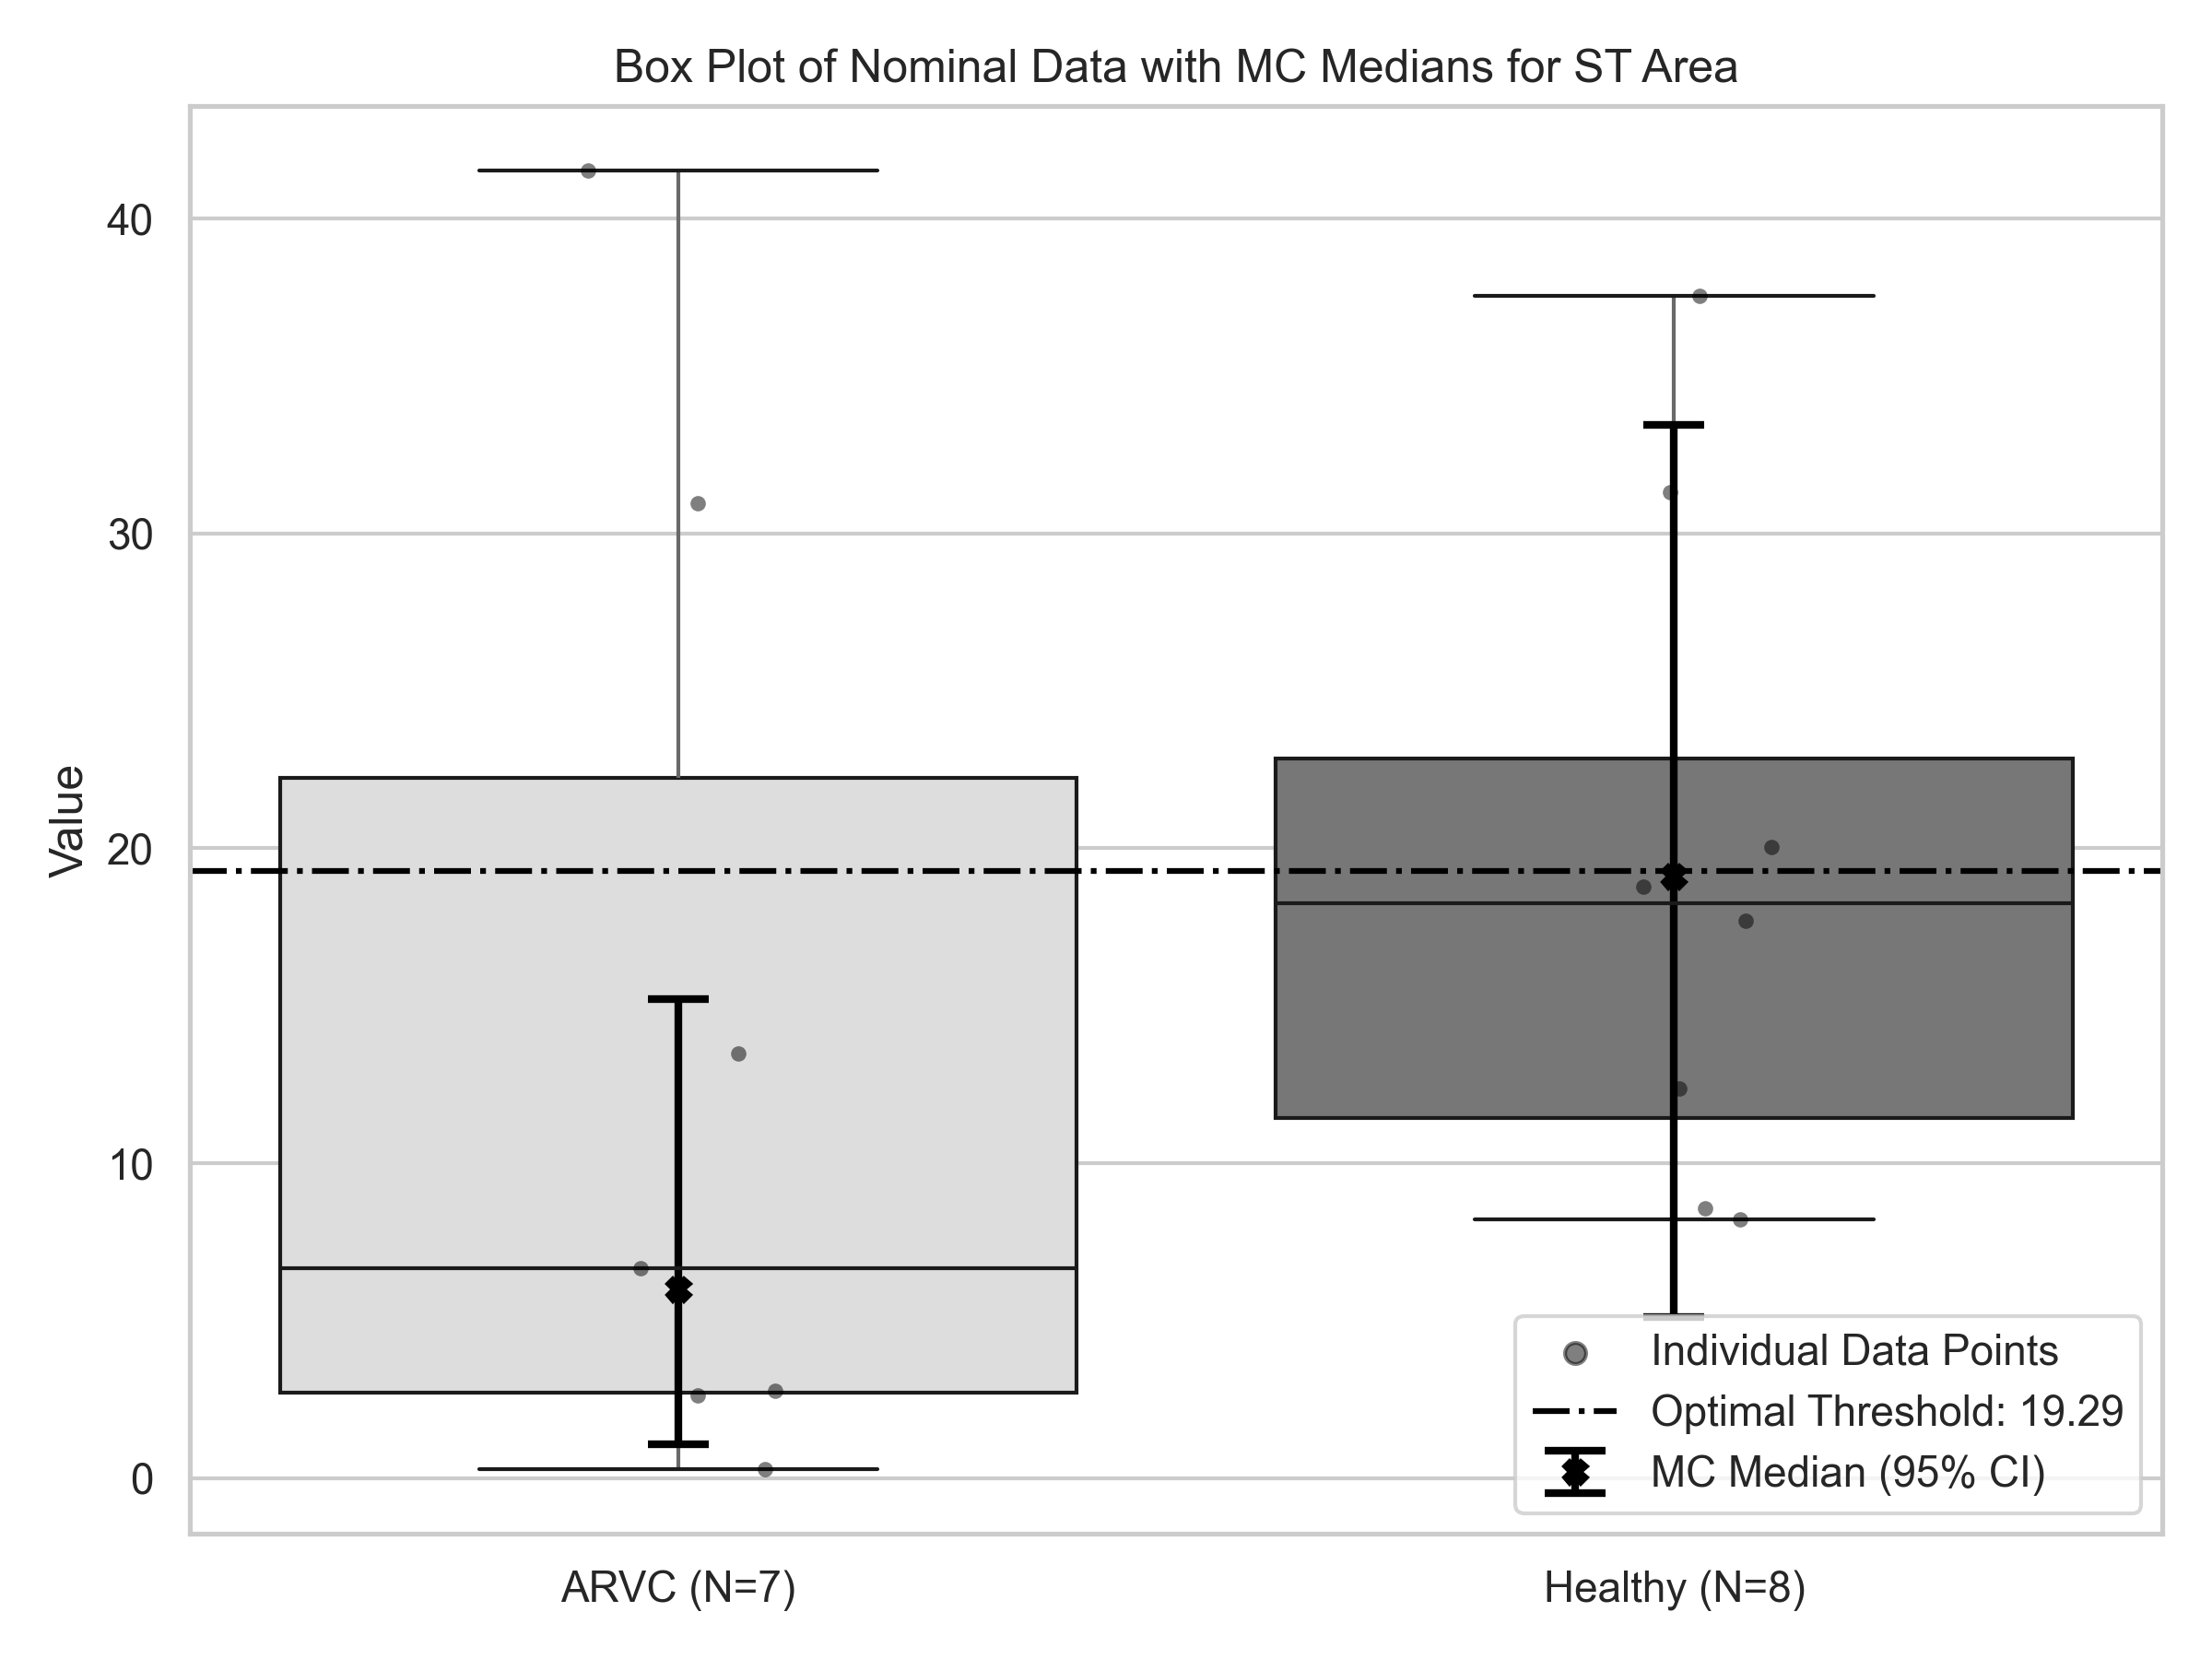 Box Plot of Nominal Data with MC Medians for ST Area
Value
40
30
20
10
0
ARVC (N=7)
Healthy (N=8)
Individual Data Points
Optimal Threshold: 19.29
MC Median (95% CI)